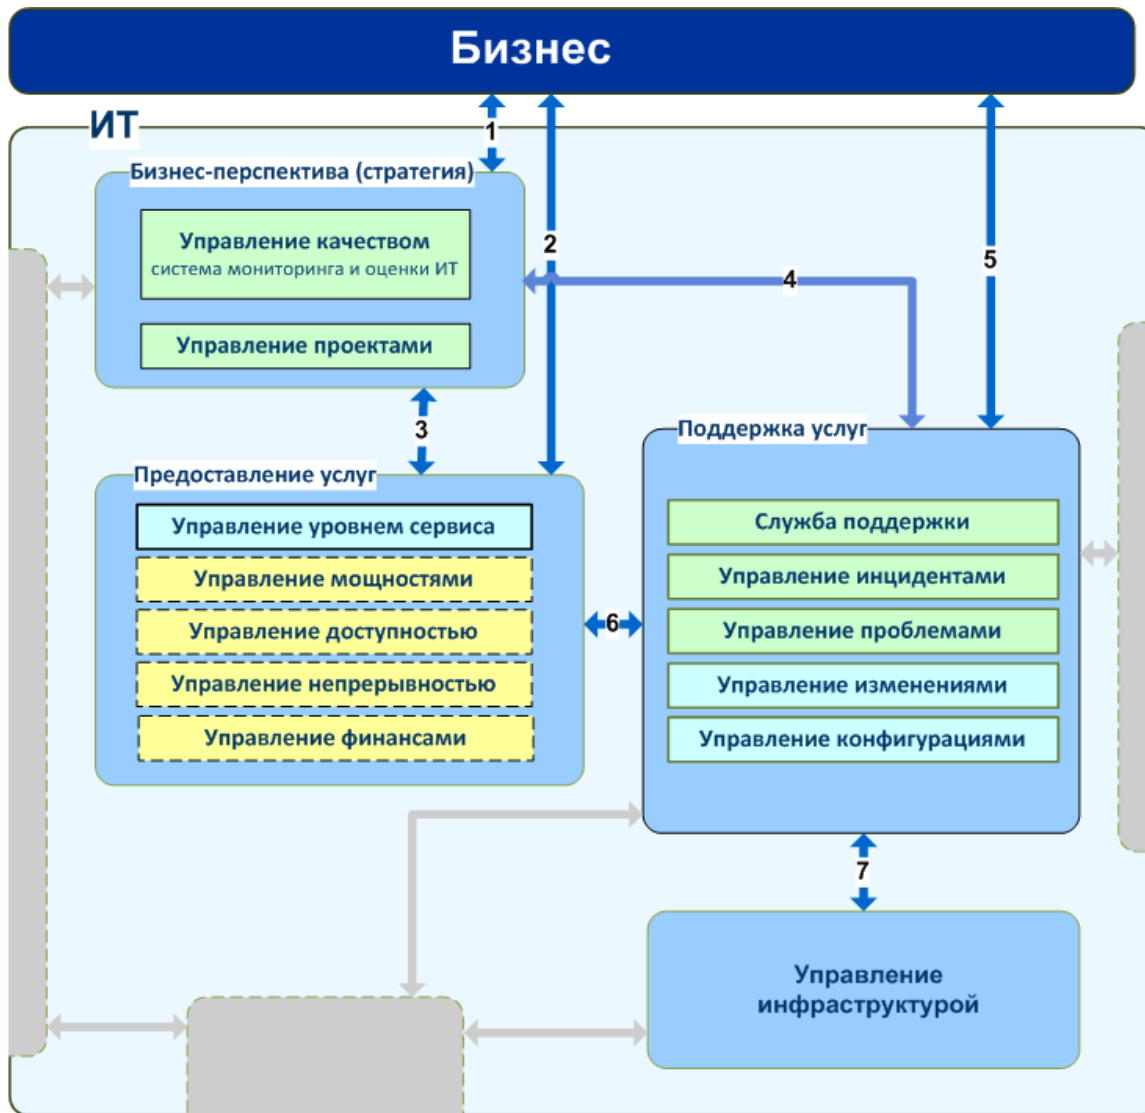 Бизнес
ИТ
1
Бизнес-перспектива (стратегия)
Управление качеством
система мониторинга и оценки ИТ
2
5
4
Управление проектами
3
Поддержка услуг
Предоставление услуг
Управление уровнем сервиса
Управление мощностями
Управление доступностью
Управление непрерывностью
Управление финансами
6
Служба поддержки
Управление инцидентами
Управление проблемами
Управление изменениями
Управление конфигурациями
7
Управление
инфраструктурой